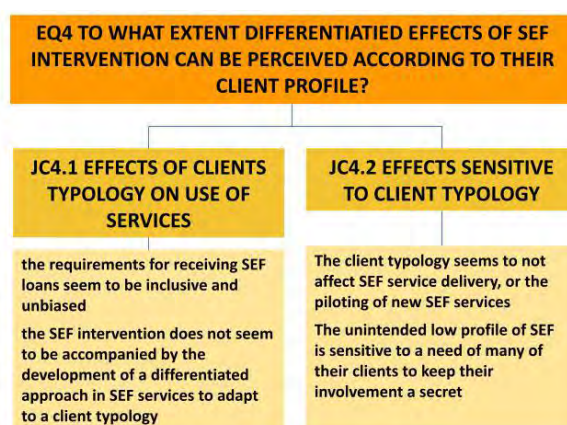 EQ4 TO WHAT EXTENT DIFFERENTIATIED EFFECTS OF SEF
INTERVENTION CAN BE PERCEIVED ACCORDING TO THEIR
CLIENT PROFILE?
JC4.1 EFFECTS OF CLIENTS
TYPOLOGY ON USE OF
SERVICES
the requirements for receiving SEF
loans seem to be inclusive and
unbiased
the SEF intervention does not seem
to be accompanied by the
development of a differentiated
approach in SEF services to adapt
to a client typology
JC4.2 EFFECTS SENSITIVE
TO CLIENT TYPOLOGY
The client typology seems to not
affect SEF service delivery, or the
piloting of new SEF services
The unintended low profile of SEF
is sensitive to a need of many of
their clients to keep their
involvement a secret